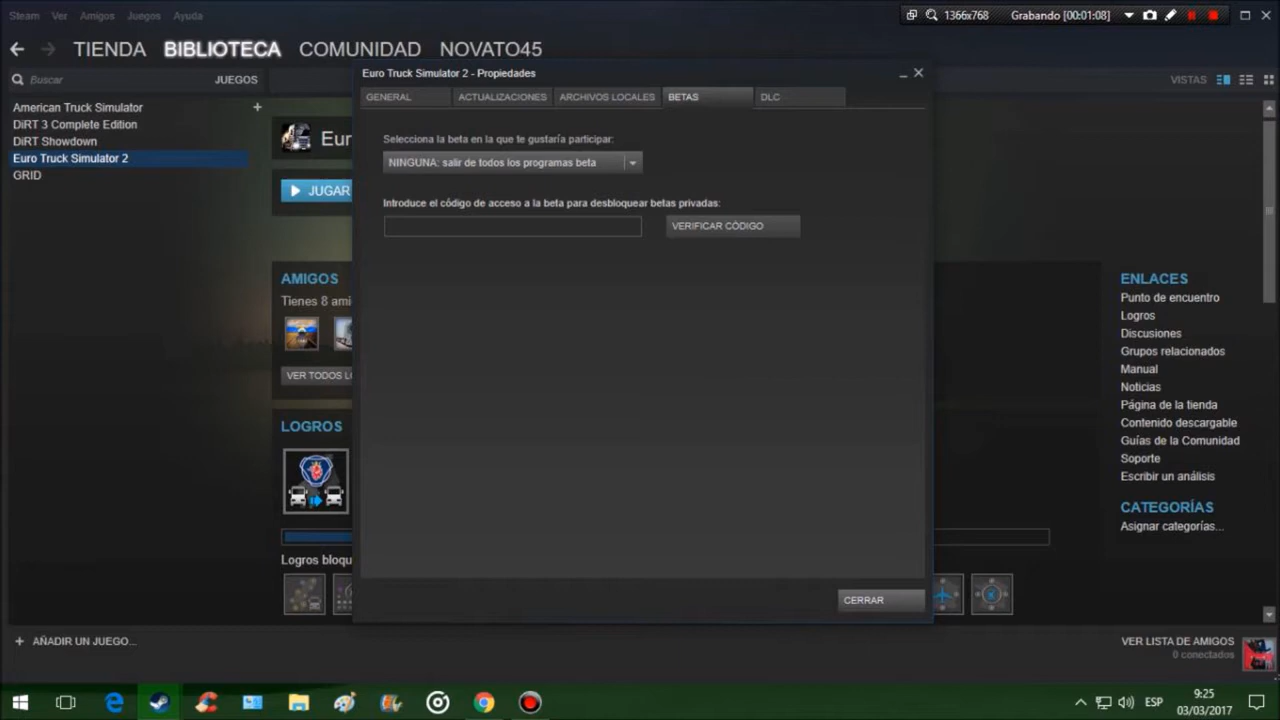 Steam Ver Amigos Juegos Ayuda
1366x768 Grabando [00:01:08]
TIENDA BIBLIOTECA COMUNIDAD NOVATO45
Buscar JUEGOS
VISTAS
American Truck Simulator
DiRT 3 Complete Edition
DiRT Showdown
Euro Truck Simulator 2
GRID
Eur
JUGAR
AMIGOS
Tienes 8 ami
VER TODOS L
LOGROS
Logros bloqu
Euro Truck Simulator 2 - Propiedades
GENERAL ACTUALIZACIONES ARCHIVOS LOCALES BETAS DLC
Selecciona la beta en la que te gustaría participar:
NINGUNA: salir de todos los programas beta
Introduce el código de acceso a la beta para desbloquear betas privadas:
VERIFICAR CÓDIGO
CERRAR
ENLACES
Punto de encuentro
Logros
Discusiones
Grupos relacionados
Manual
Noticias
Página de la tienda
Contenido descargable
Guías de la Comunidad
Soporte
Escribir un análisis
CATEGORÍAS
Asignar categorías...
+ AÑADIR UN JUEGO...
VER LISTA DE AMIGOS
0 conectados
ESP
9:25
03/03/2017